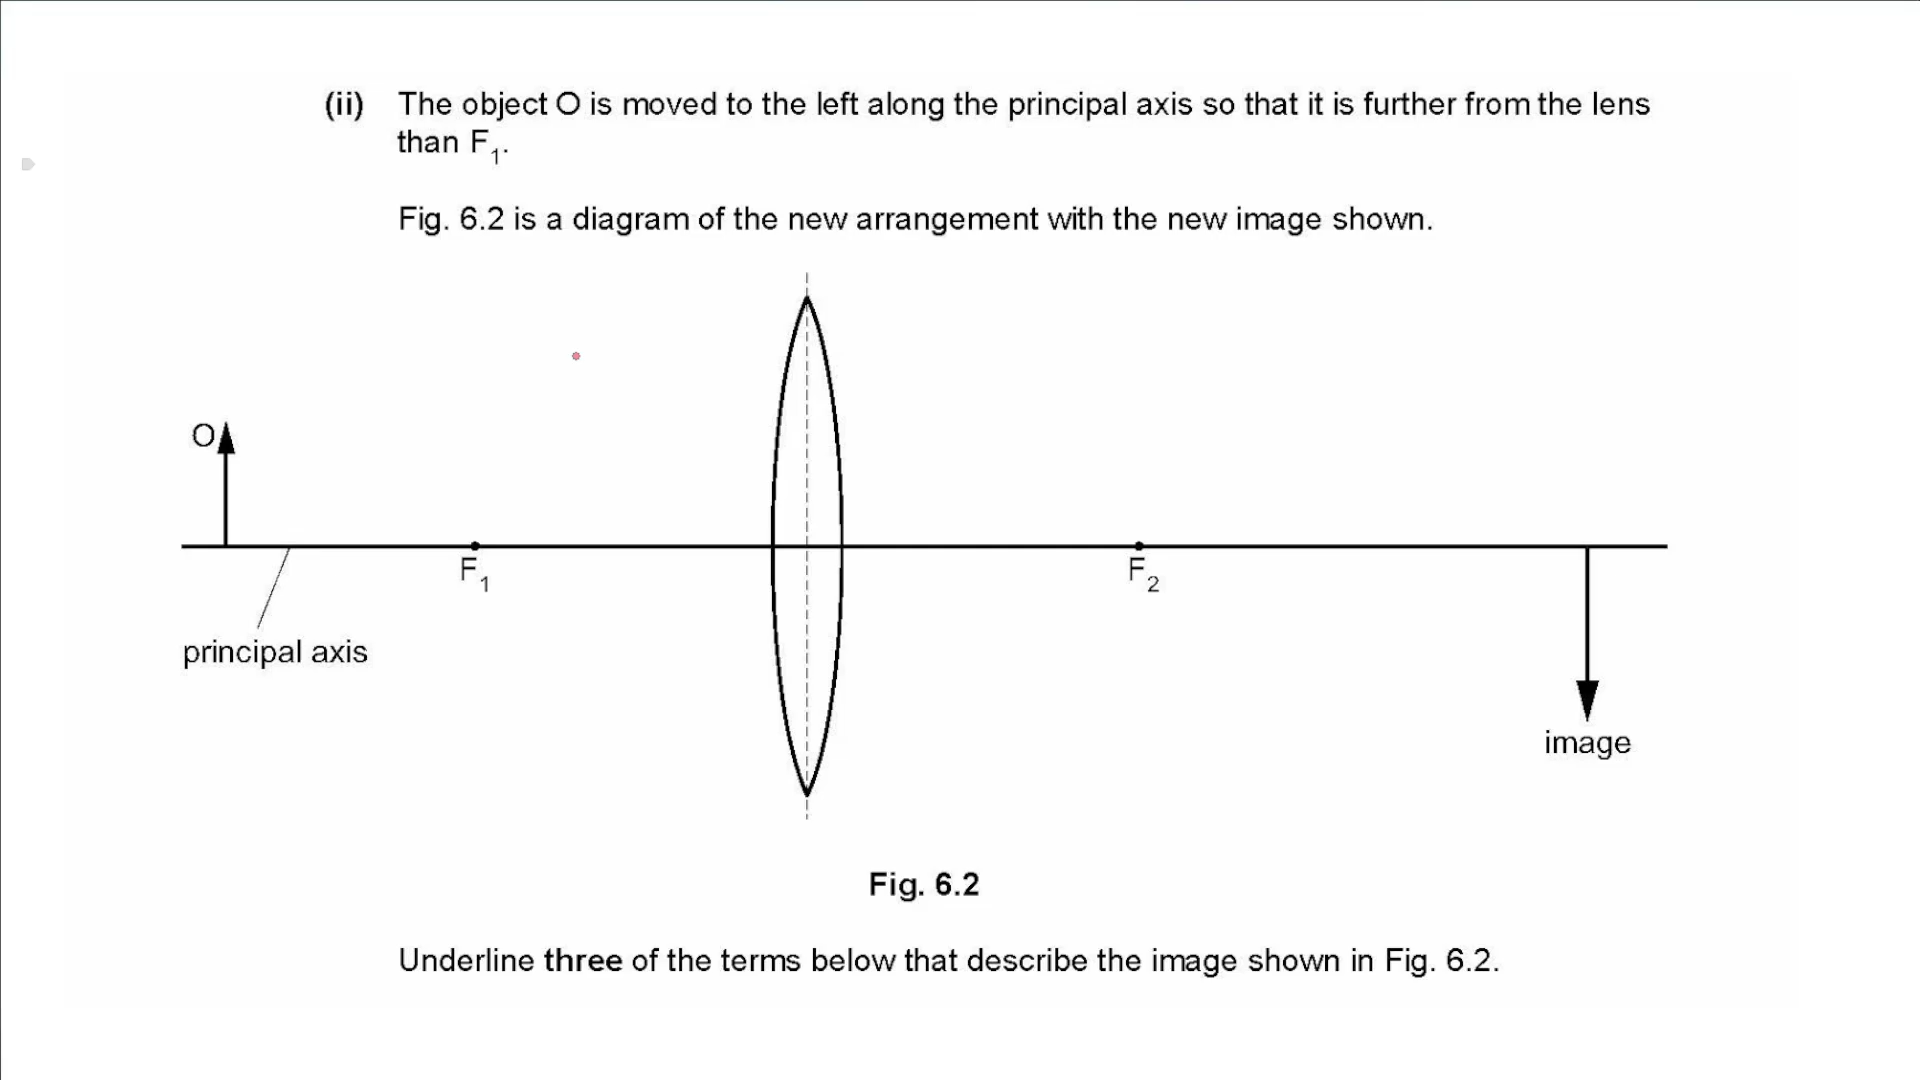 (ii) The object O is moved to the left along the principal axis so that it is further from the lens
than F1.
Fig. 6.2 is a diagram of the new arrangement with the new image shown.
O
F1
F2
principal axis
image
Fig. 6.2
Underline three of the terms below that describe the image shown in Fig. 6.2.